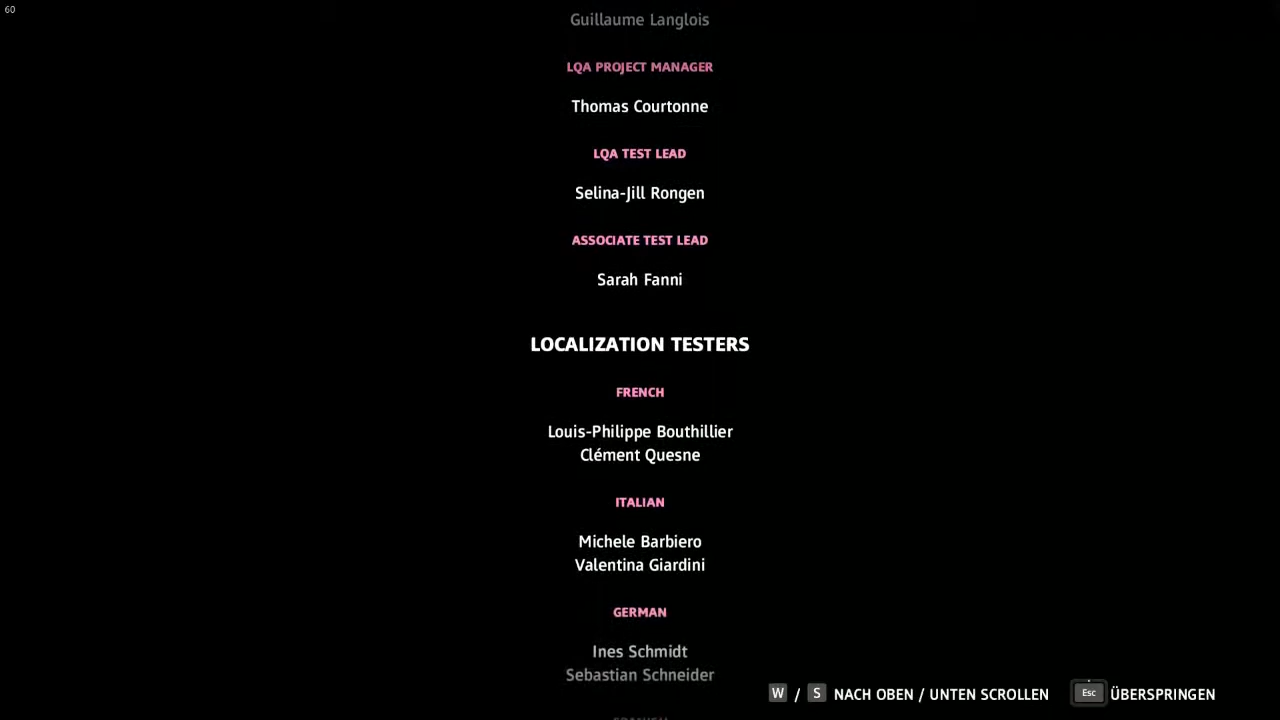 60
Guillaume Langlois
LQA PROJECT MANAGER
Thomas Courtonne
LQA TEST LEAD
Selina-Jill Rongen
ASSOCIATE TEST LEAD
Sarah Fanni
LOCALIZATION TESTERS
FRENCH
Louis-Philippe Bouthillier
Clément Quesne
ITALIAN
Michele Barbiero
Valentina Giardini
GERMAN
Ines Schmidt
Sebastian Schneider
W / S NACH OBEN / UNTEN SCROLLEN Esc ÜBERSPRINGEN